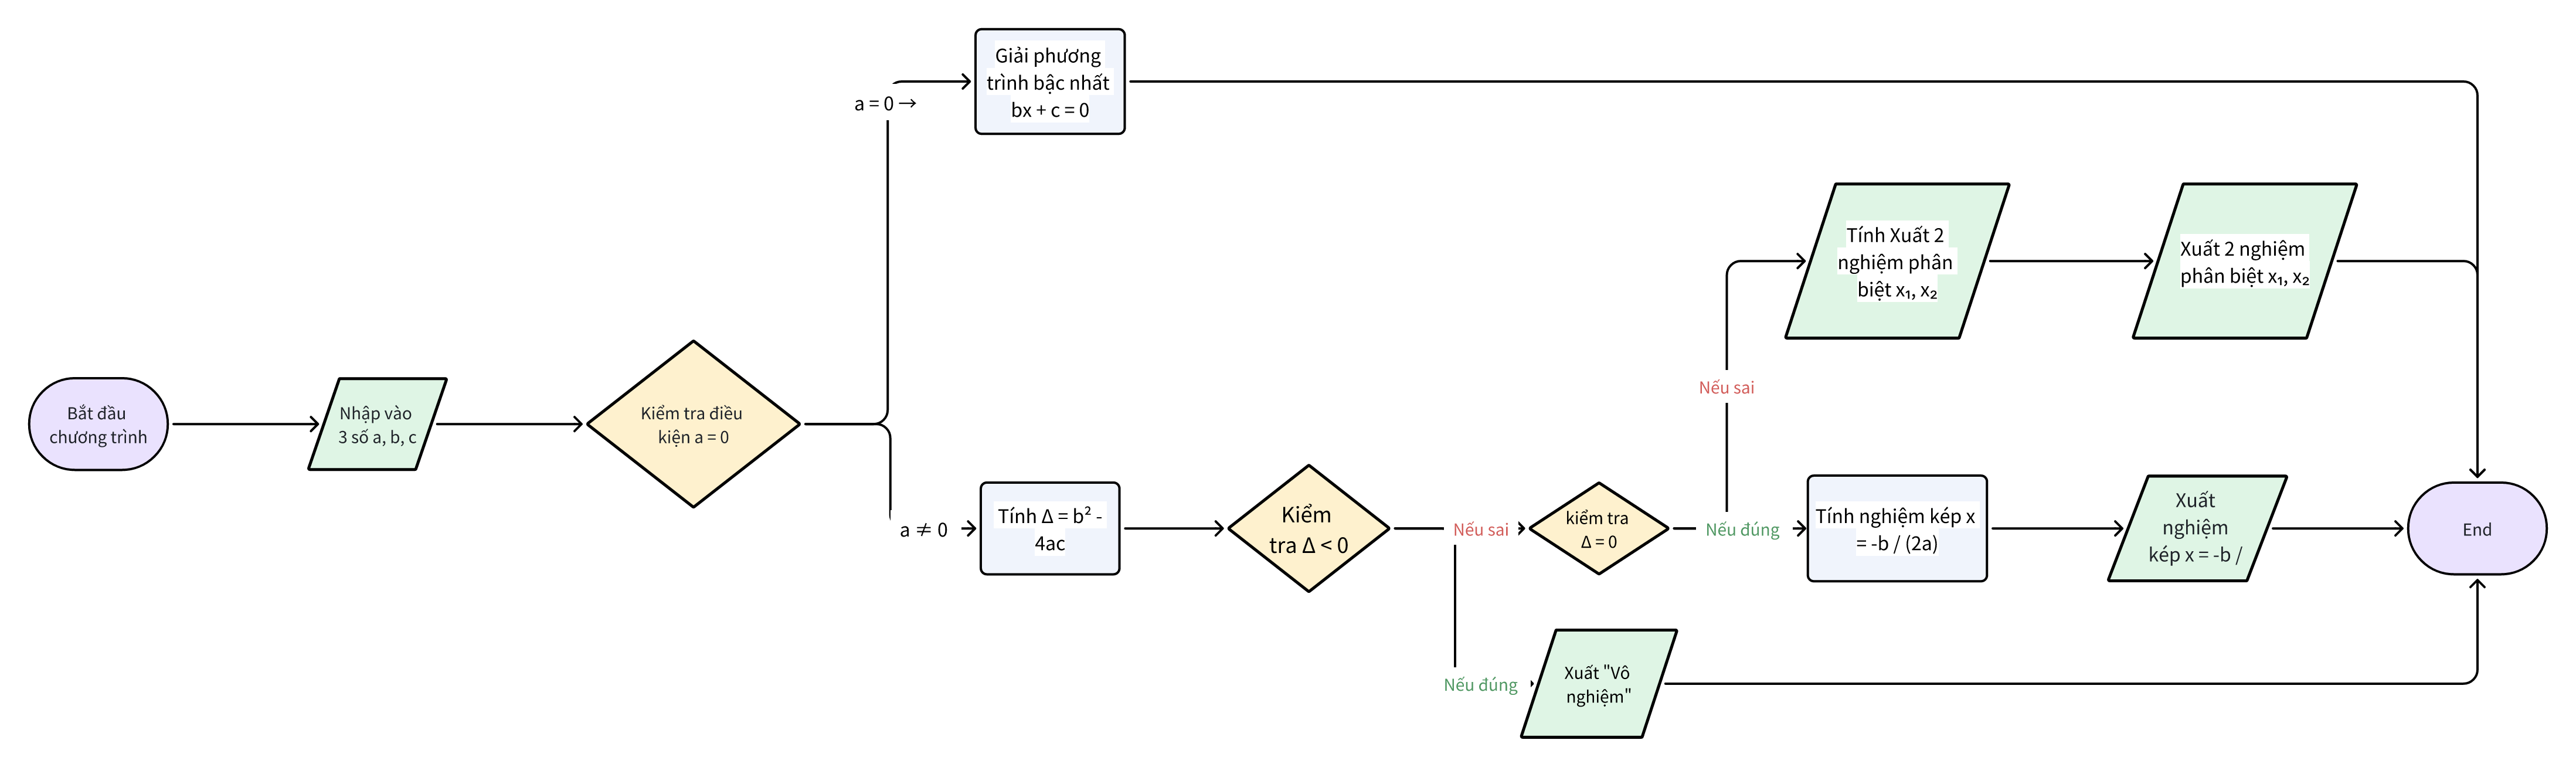 Giải phương
trình bậc nhất
bx + c = 0
a = 0 →
Tính Xuất 2
nghiệm phân
biệt x₁, x₂
Xuất 2 nghiệm
phân biệt x₁, x₂
Nếu sai
Bắt đầu
chương trình
Nhập vào
3 số a, b, c
Kiểm tra điều
kiện a = 0
a ≠ 0
Tính Δ = b² -
4ac
Kiểm
tra Δ < 0
Nếu sai
kiểm tra
Δ = 0
Nếu đúng
Tính nghiệm kép x
= -b / (2a)
Xuất
nghiệm
kép x = -b /
End
Nếu đúng
Xuất "Vô
nghiệm"